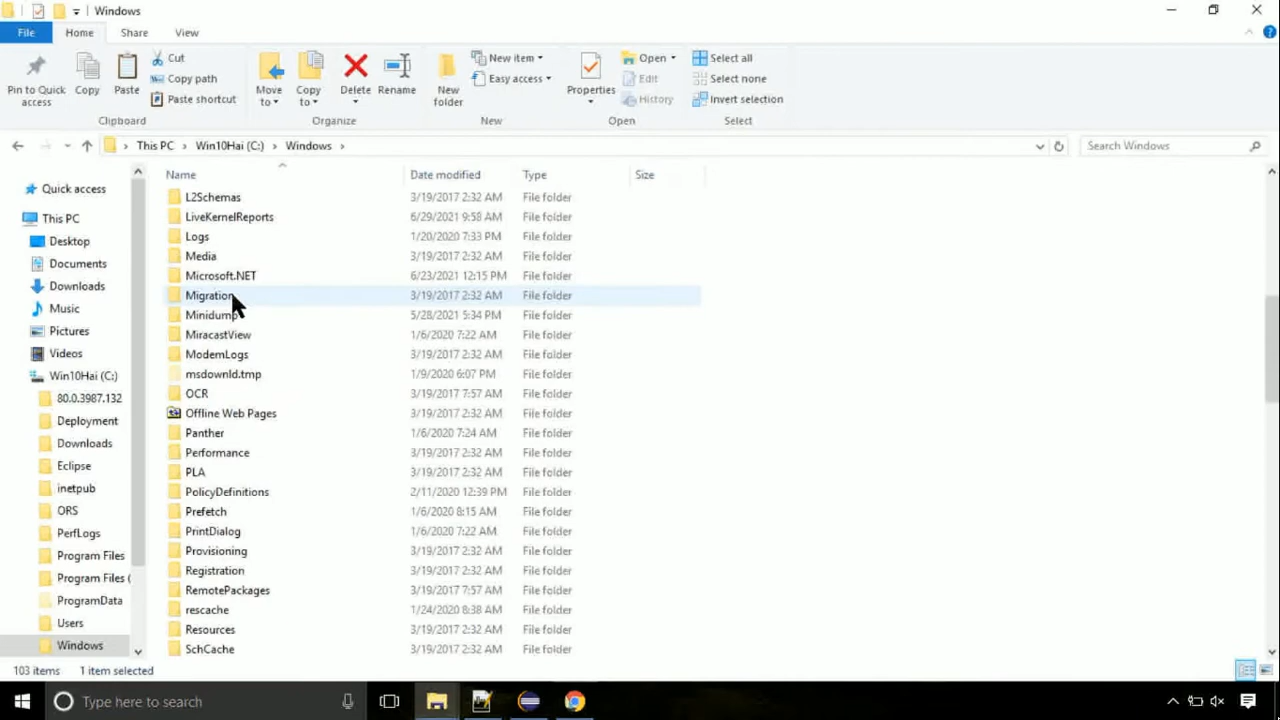 Windows
File Home Share View
Pin to Quick access
Copy
Paste
Cut
Copy path
Paste shortcut
Clipboard
Move to
Copy to
Delete
Rename
Organize
New folder
New item
Easy access
New
Properties
Open
Edit
History
Open
Select all
Select none
Invert selection
Select
This PC > Win10Hai (C:) > Windows >
Search Windows
Quick access
This PC
Desktop
Documents
Downloads
Music
Pictures
Videos
Win10Hai (C:)
80.0.3987.132
Deployment
Downloads
Eclipse
inetpub
ORS
PerfLogs
Program Files
Program Files (
ProgramData
Users
Windows
Name Date modified Type Size
L2Schemas 3/19/2017 2:32 AM File folder
LiveKernelReports 6/29/2021 9:58 AM File folder
Logs 1/20/2020 7:33 PM File folder
Media 3/19/2017 2:32 AM File folder
Microsoft.NET 6/23/2021 12:15 PM File folder
Migration 3/19/2017 2:32 AM File folder
Minidump 5/28/2021 5:34 PM File folder
MiracastView 1/6/2020 7:22 AM File folder
ModemLogs 3/19/2017 2:32 AM File folder
msdownld.tmp 1/9/2020 6:07 PM File folder
OCR 3/19/2017 7:57 AM File folder
Offline Web Pages 3/19/2017 2:32 AM File folder
Panther 1/6/2020 7:24 AM File folder
Performance 3/19/2017 2:32 AM File folder
PLA 3/19/2017 2:32 AM File folder
PolicyDefinitions 2/11/2020 12:39 PM File folder
Prefetch 1/6/2020 8:15 AM File folder
PrintDialog 1/6/2020 7:22 AM File folder
Provisioning 3/19/2017 2:32 AM File folder
Registration 3/19/2017 2:32 AM File folder
RemotePackages 3/19/2017 7:57 AM File folder
rescache 1/24/2020 8:38 AM File folder
Resources 3/19/2017 2:32 AM File folder
SchCache 3/19/2017 2:32 AM File folder
103 items 1 item selected
Type here to search